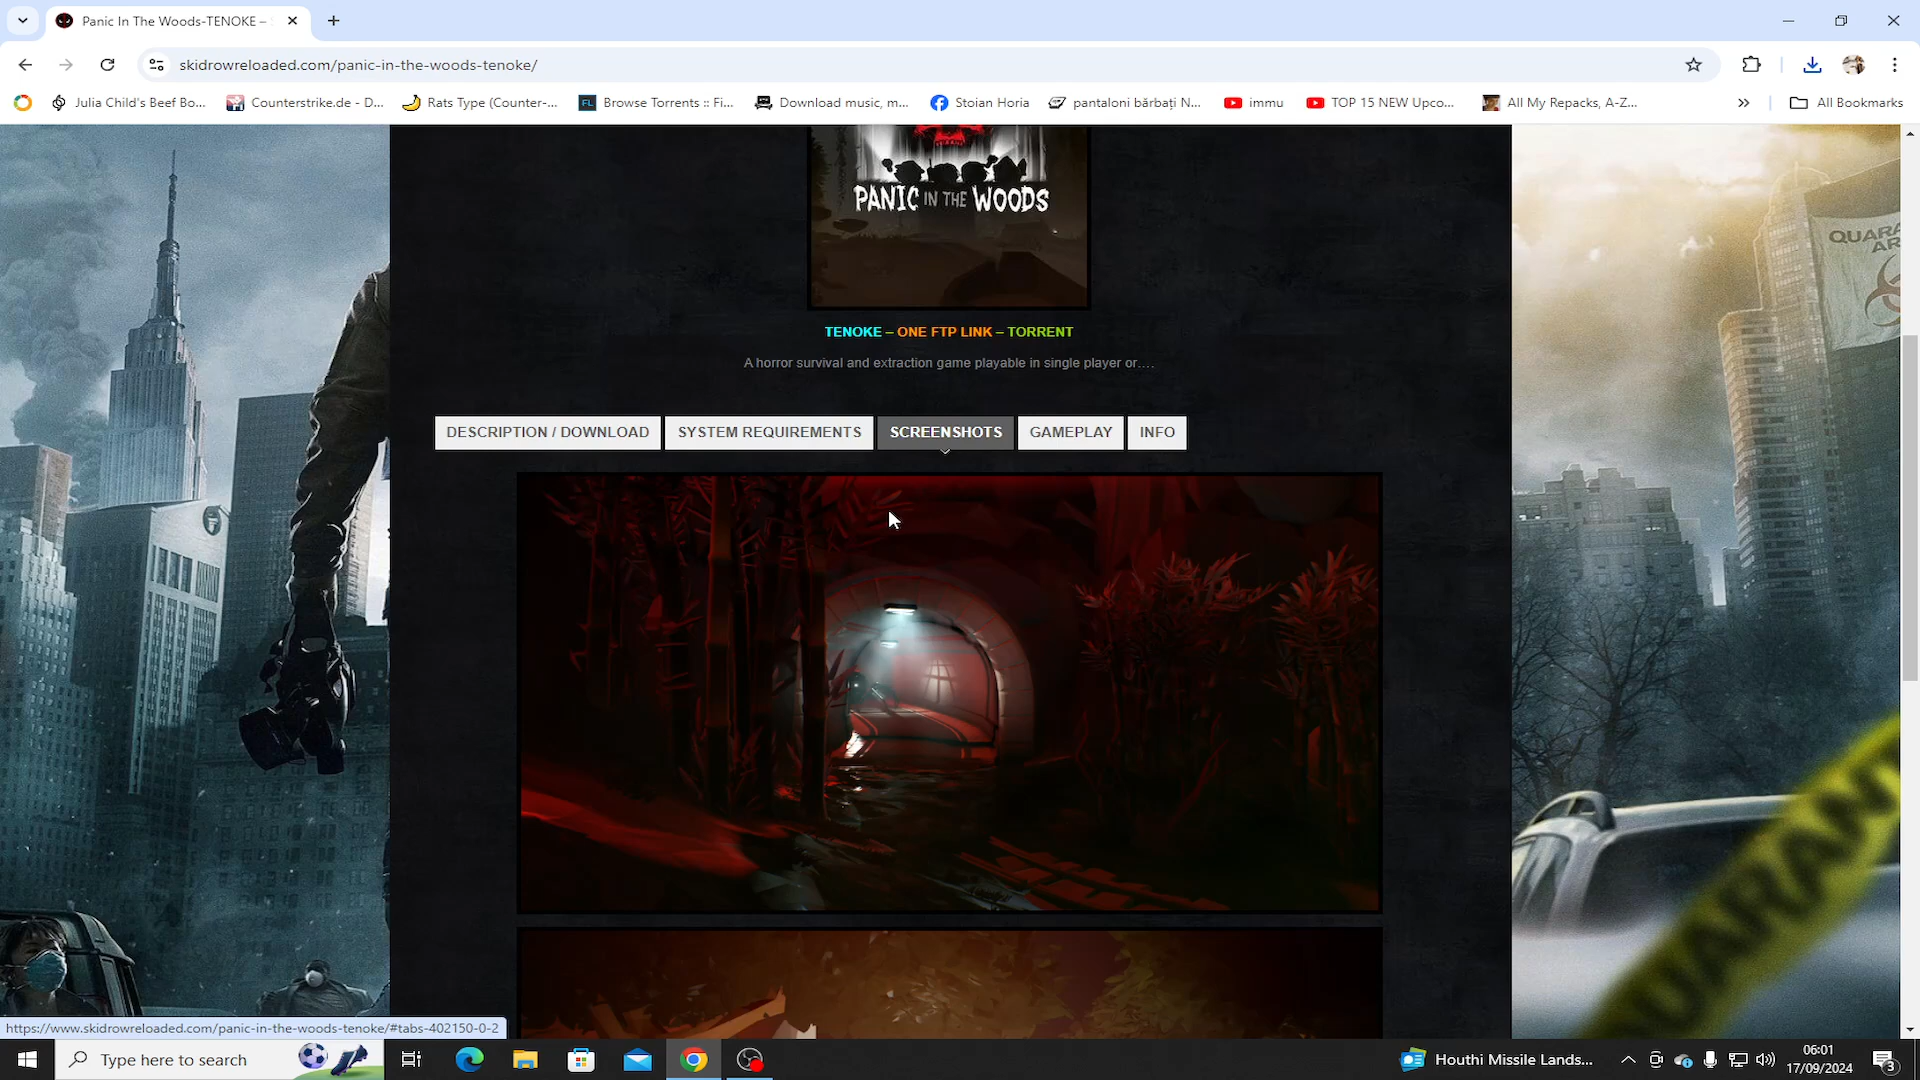 Panic In The Woods-TENOKE –
skidrowreloaded.com/panic-in-the-woods-tenoke/
Julia Child's Beef Bo...
Counterstrike.de - D...
Rats Type (Counter-...
Browse Torrents :: Fi...
Download music, m...
Stoian Horia
pantaloni bărbați N...
immu
TOP 15 NEW Upco...
All My Repacks, A-Z...
All Bookmarks
PANIC IN THE WOODS
QUARA
AR
TENOKE – ONE FTP LINK – TORRENT
A horror survival and extraction game playable in single player or….
DESCRIPTION / DOWNLOAD
SYSTEM REQUIREMENTS
SCREENSHOTS
GAMEPLAY
INFO
QUARANT
https://www.skidrowreloaded.com/panic-in-the-woods-tenoke/#tabs-402150-0-2
Type here to search
Houthi Missile Lands...
06:01
17/09/2024
3